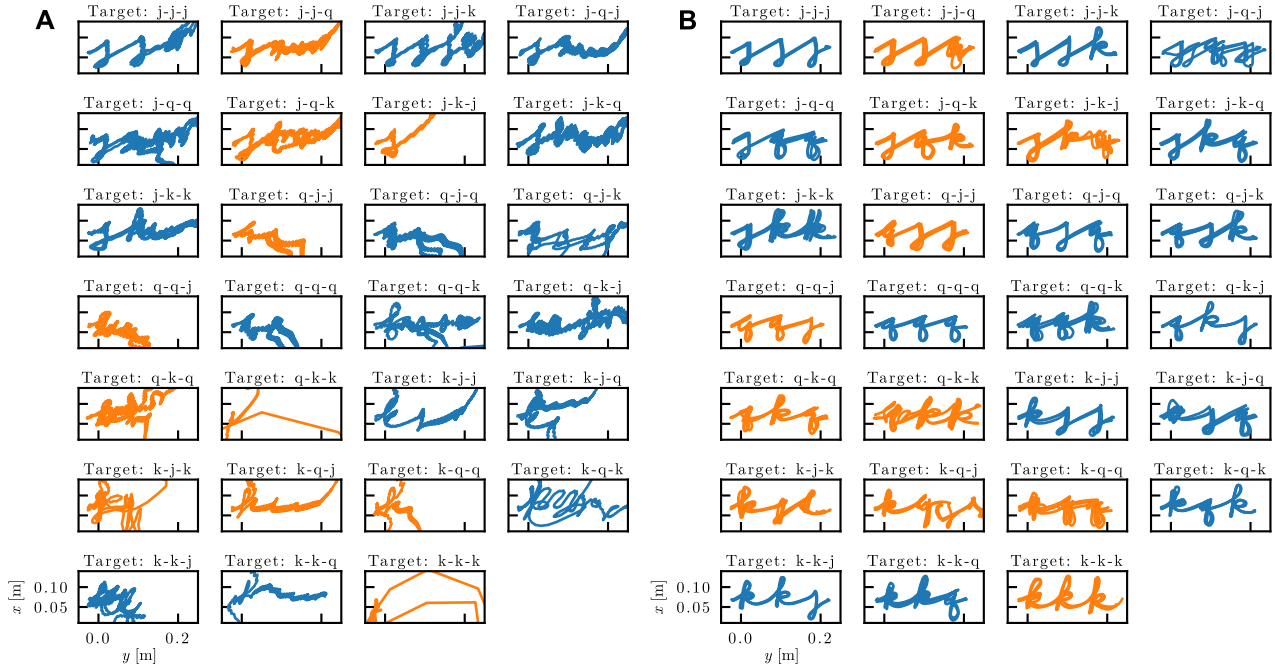 A B
Target: j-j-j Target: j-j-q Target: j-j-k Target: j-q-j Target: j-j-j Target: j-j-q Target: j-j-k Target: j-q-j
Target: j-q-q Target: j-q-k Target: j-k-j Target: j-k-q Target: j-q-q Target: j-q-k Target: j-k-j Target: j-k-q
Target: j-k-k Target: q-j-j Target: q-j-q Target: q-j-k Target: j-k-k Target: q-j-j Target: q-j-q Target: q-j-k
Target: q-q-j Target: q-q-q Target: q-q-k Target: q-k-j Target: q-q-j Target: q-q-q Target: q-q-k Target: q-k-j
Target: q-k-q Target: q-k-k Target: k-j-j Target: k-j-q Target: q-k-q Target: q-k-k Target: k-j-j Target: k-j-q
Target: k-j-k Target: k-q-j Target: k-q-q Target: k-q-k Target: k-j-k Target: k-q-j Target: k-q-q Target: k-q-k
Target: k-k-j Target: k-k-q Target: k-k-k Target: k-k-j Target: k-k-q Target: k-k-k
x [m] 0.10 0.05 x [m] 0.10 0.05
0.0 0.2 0.0 0.2
y [m] y [m]